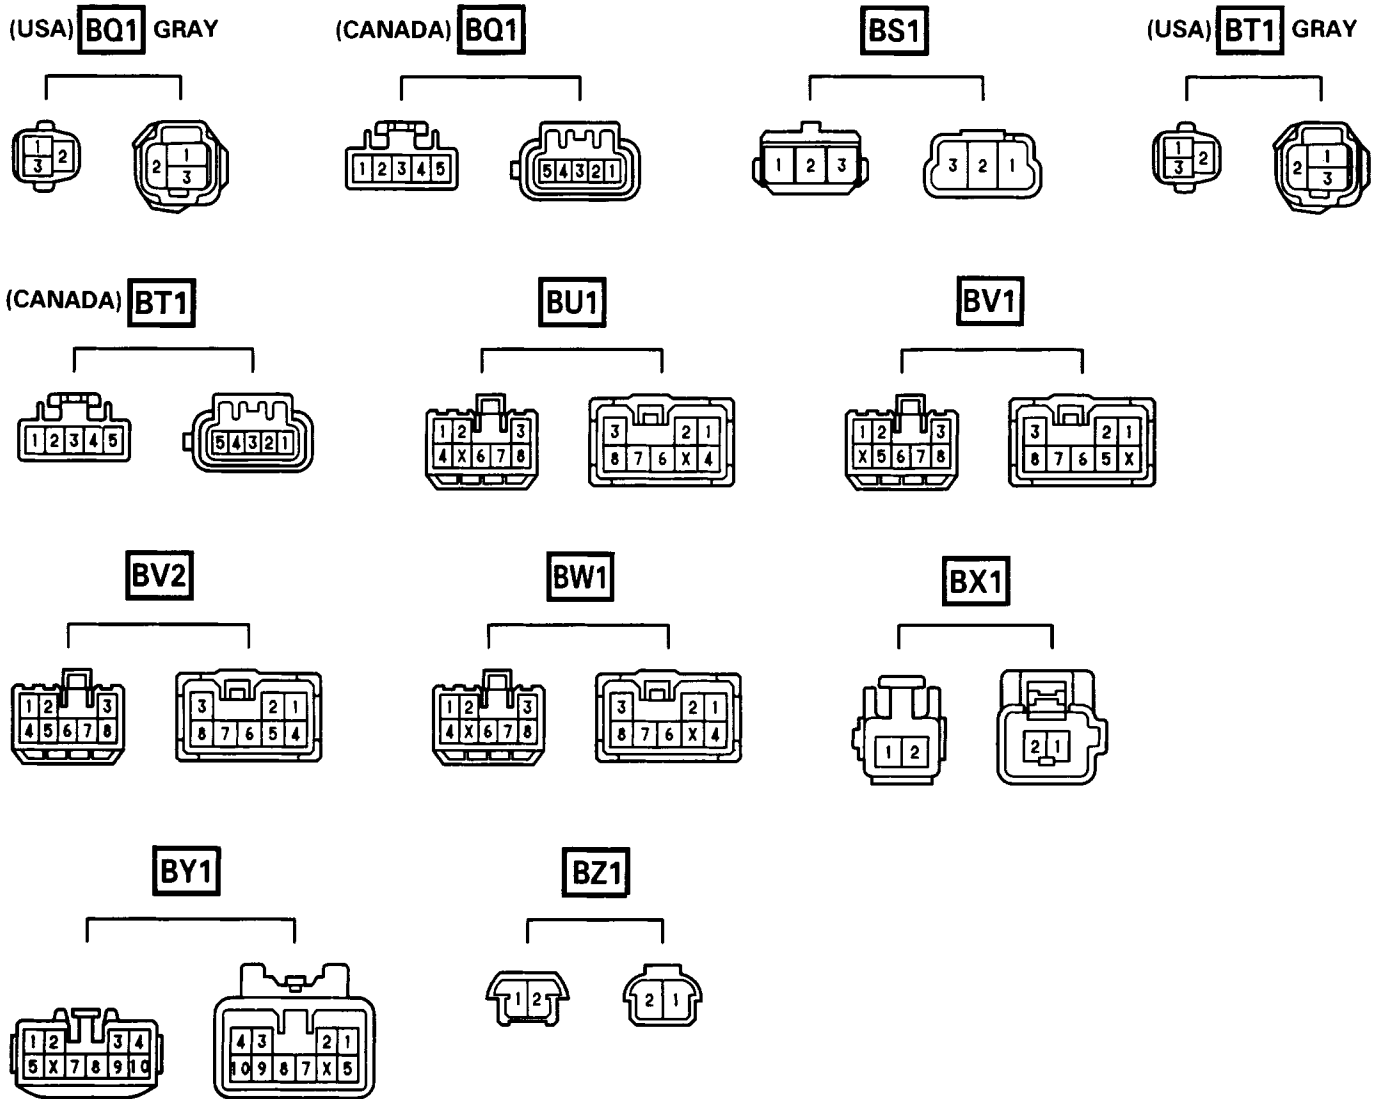 (USA) BQ1 GRAY (CANADA) BQ1 BS1 (USA) BT1 GRAY
1 2 3
2 1 3
1 2 3 4 5
5 4 3 2 1
1 2 3
3 2 1
1 2 3
2 1 3
(CANADA) BT1 BU1 BV1
1 2 3 4 5
5 4 3 2 1
1 2 3
4 X 6 7 8
3 2 1
8 7 6 X 4
1 2 3
X 5 6 7 8
3 2 1
8 7 6 5 X
BV2 BW1 BX1
1 2 3
4 5 6 7 8
3 2 1
8 7 6 5 4
1 2 3
4 X 6 7 8
3 2 1
8 7 6 X 4
1 2
2 1
BY1 BZ1
1 2 3 4
5 X 7 8 9 10
4 3 2 1
10 9 8 7 X 5
1 2
2 1